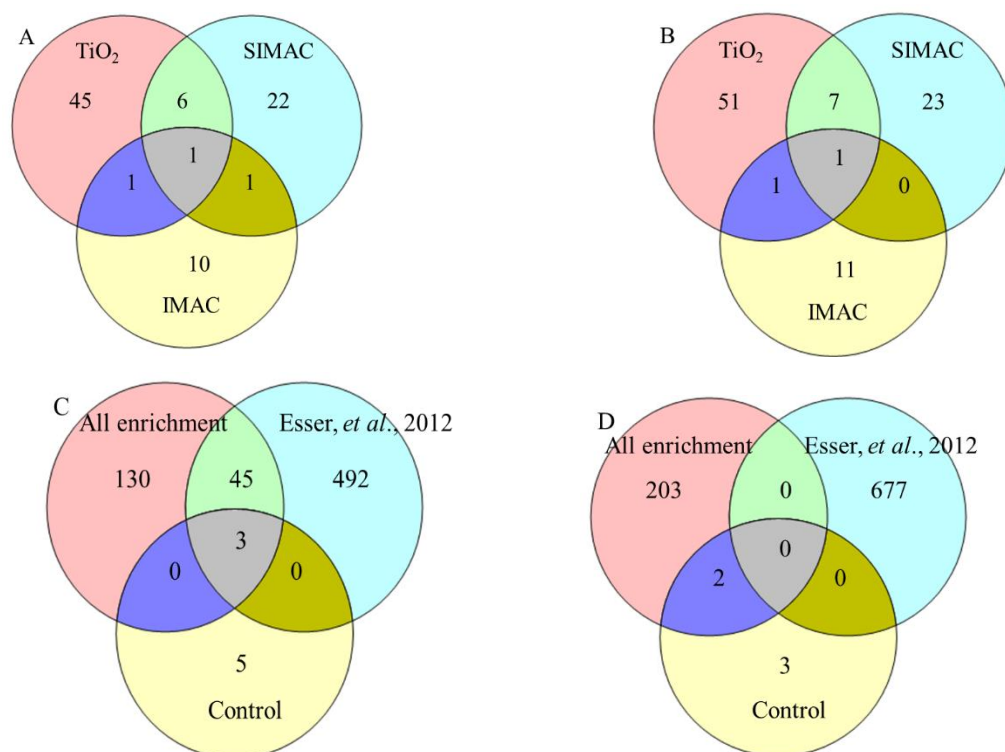 A
TiO₂
SIMAC
45
6
22
1
1
1
10
IMAC
B
TiO₂
SIMAC
51
7
23
1
1
0
11
IMAC
C
All enrichment
Esser, et al., 2012
130
45
492
3
0
0
5
Control
D
All enrichment
Esser, et al., 2012
203
0
677
0
2
0
3
Control